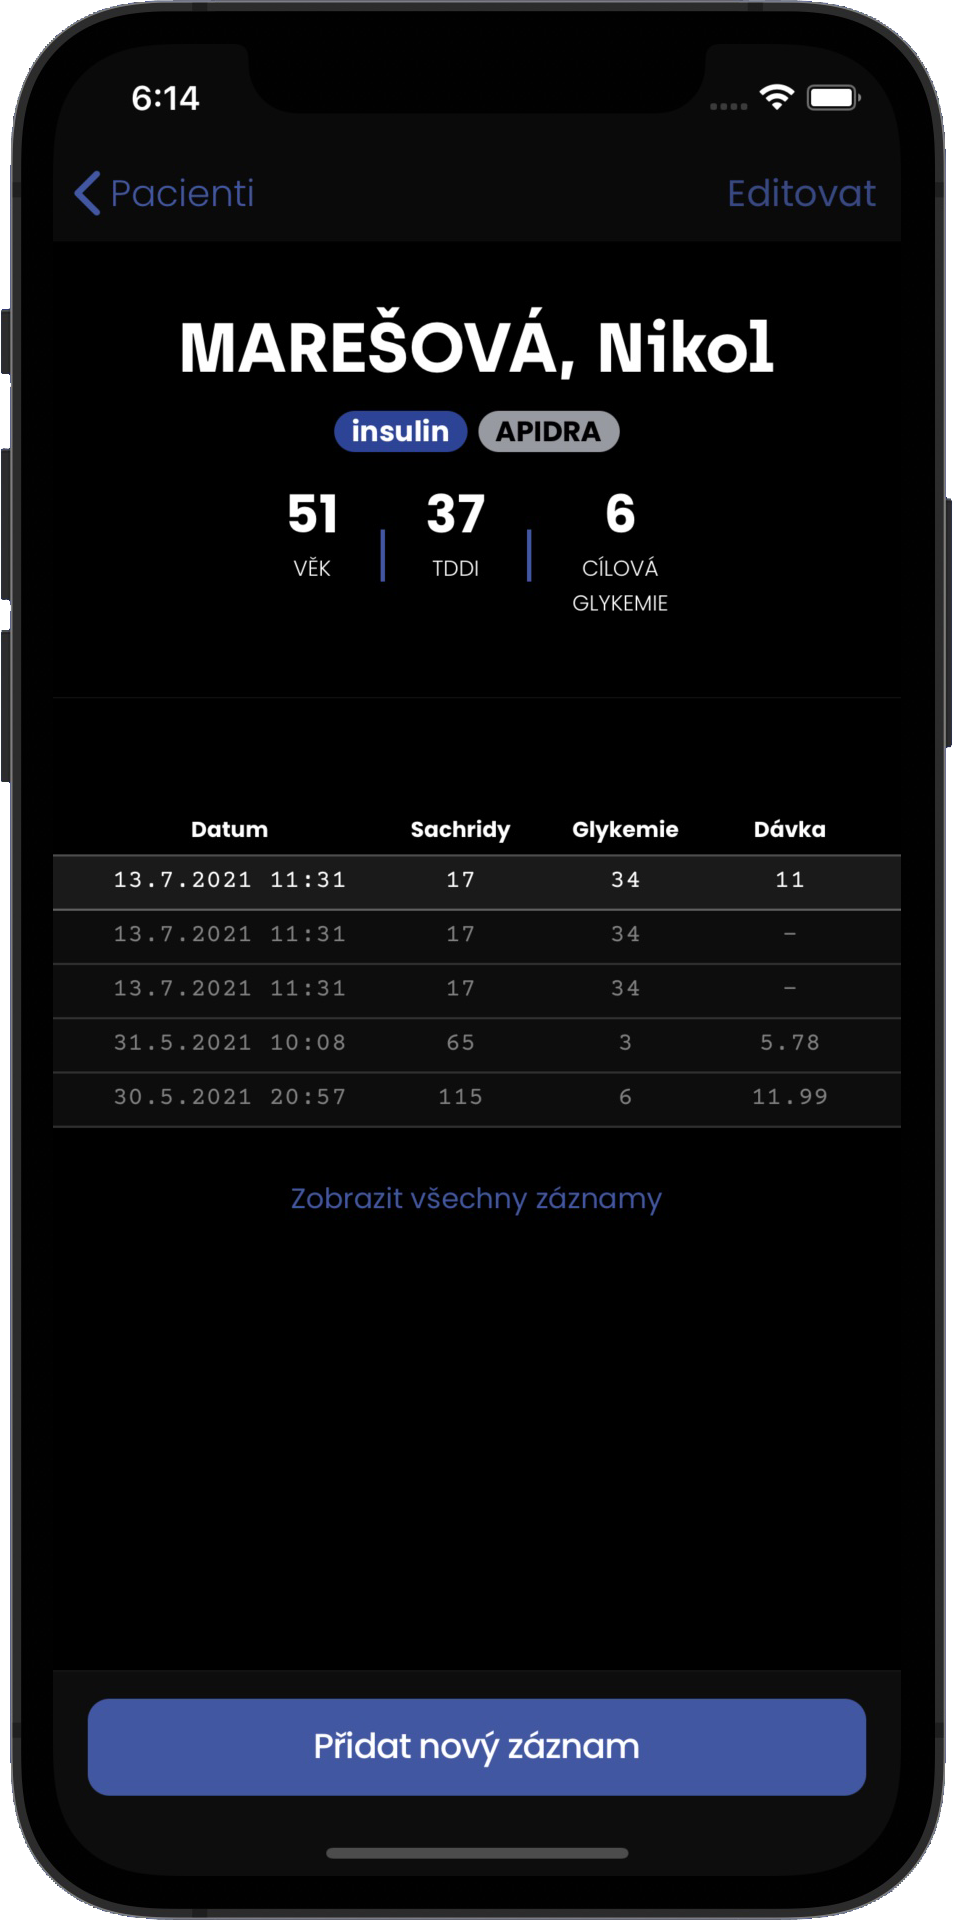 6:14
Pacienti Editovat
MAREŠOVÁ, Nikol
insulin APIDRA
51 37 6
VĚK TDDI CÍLOVÁ
GLYKEMIE
Datum Sachridy Glykemie Dávka
13.7.2021 11:31 17 34 11
13.7.2021 11:31 17 34 –
13.7.2021 11:31 17 34 –
31.5.2021 10:08 65 3 5.78
30.5.2021 20:57 115 6 11.99
Zobrazit všechny záznamy
Přidat nový záznam